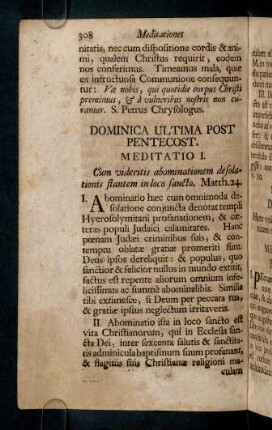 308 Meditationes
nitatis, nec cum dispositione cordis & ani-
mi, qualem Christus requirit, eodem
nos conferimus. Timeamus mala, quæ
ex infructuosa Communione consequun-
tur: Væ nobis, qui quotidie corpus Christi
premimus, & à vulneribus nostris non cu-
ramur. S. Petrus Chrysologus.
DOMINICA ULTIMA POST
PENTECOST.
MEDITATIO I.
Cum videritis abominationem desola-
tionis stantem in loco sancto. Matth. 24.
I. Abominatio hæc cum omnimoda de-
solatione conjuncta denotat templi
Hyerosolymitani profanationem, & cæ-
teras populi Judaici calamitates. Hanc
pœnam Judæi criminibus suis, & con-
temptu oblatæ gratiæ promeriti sunt.
Deus ipsos dereliquit: & populus, quo
sanctior & felicior nullus in mundo extitit,
factus est repente aliorum omnium infe-
licissimus ac summè abominabilis. Similia
tibi extimesce, si Deum per peccata tua,
& gratiæ ipsius neglectum irritaveris.
II. Abominatio ista in loco sancto est
vita Christianorum, qui in Ecclesia san-
cta Dei, inter sexcenta salutis & sanctita-
tis adminicula baptismum suum profanant,
& flagitiis suis Christianæ religioni ma-
culam